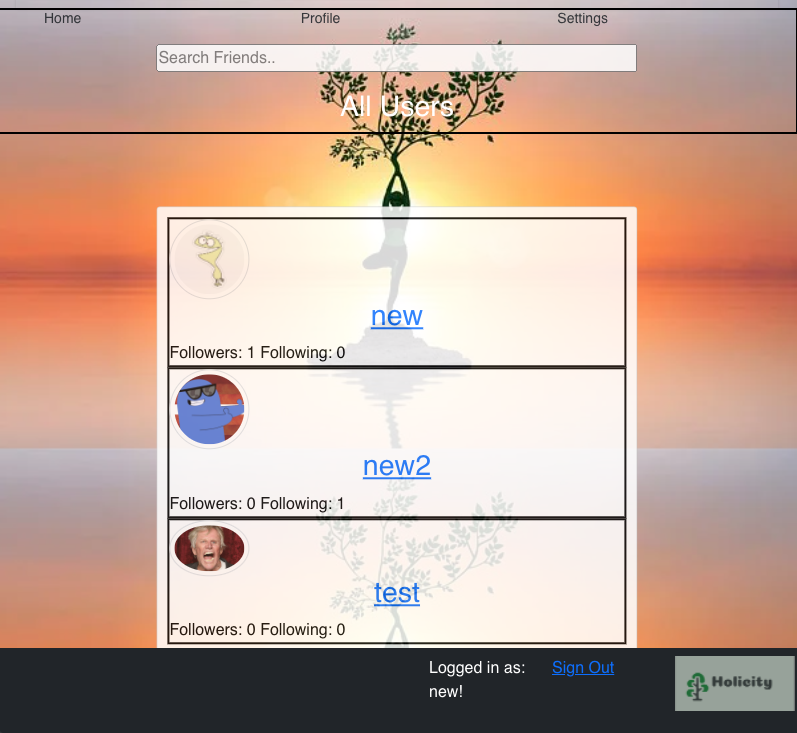 Home Profile Settings
Search Friends..
All Users
new
Followers: 1 Following: 0
new2
Followers: 0 Following: 1
test
Followers: 0 Following: 0
Logged in as: Sign Out
new!
Holicity